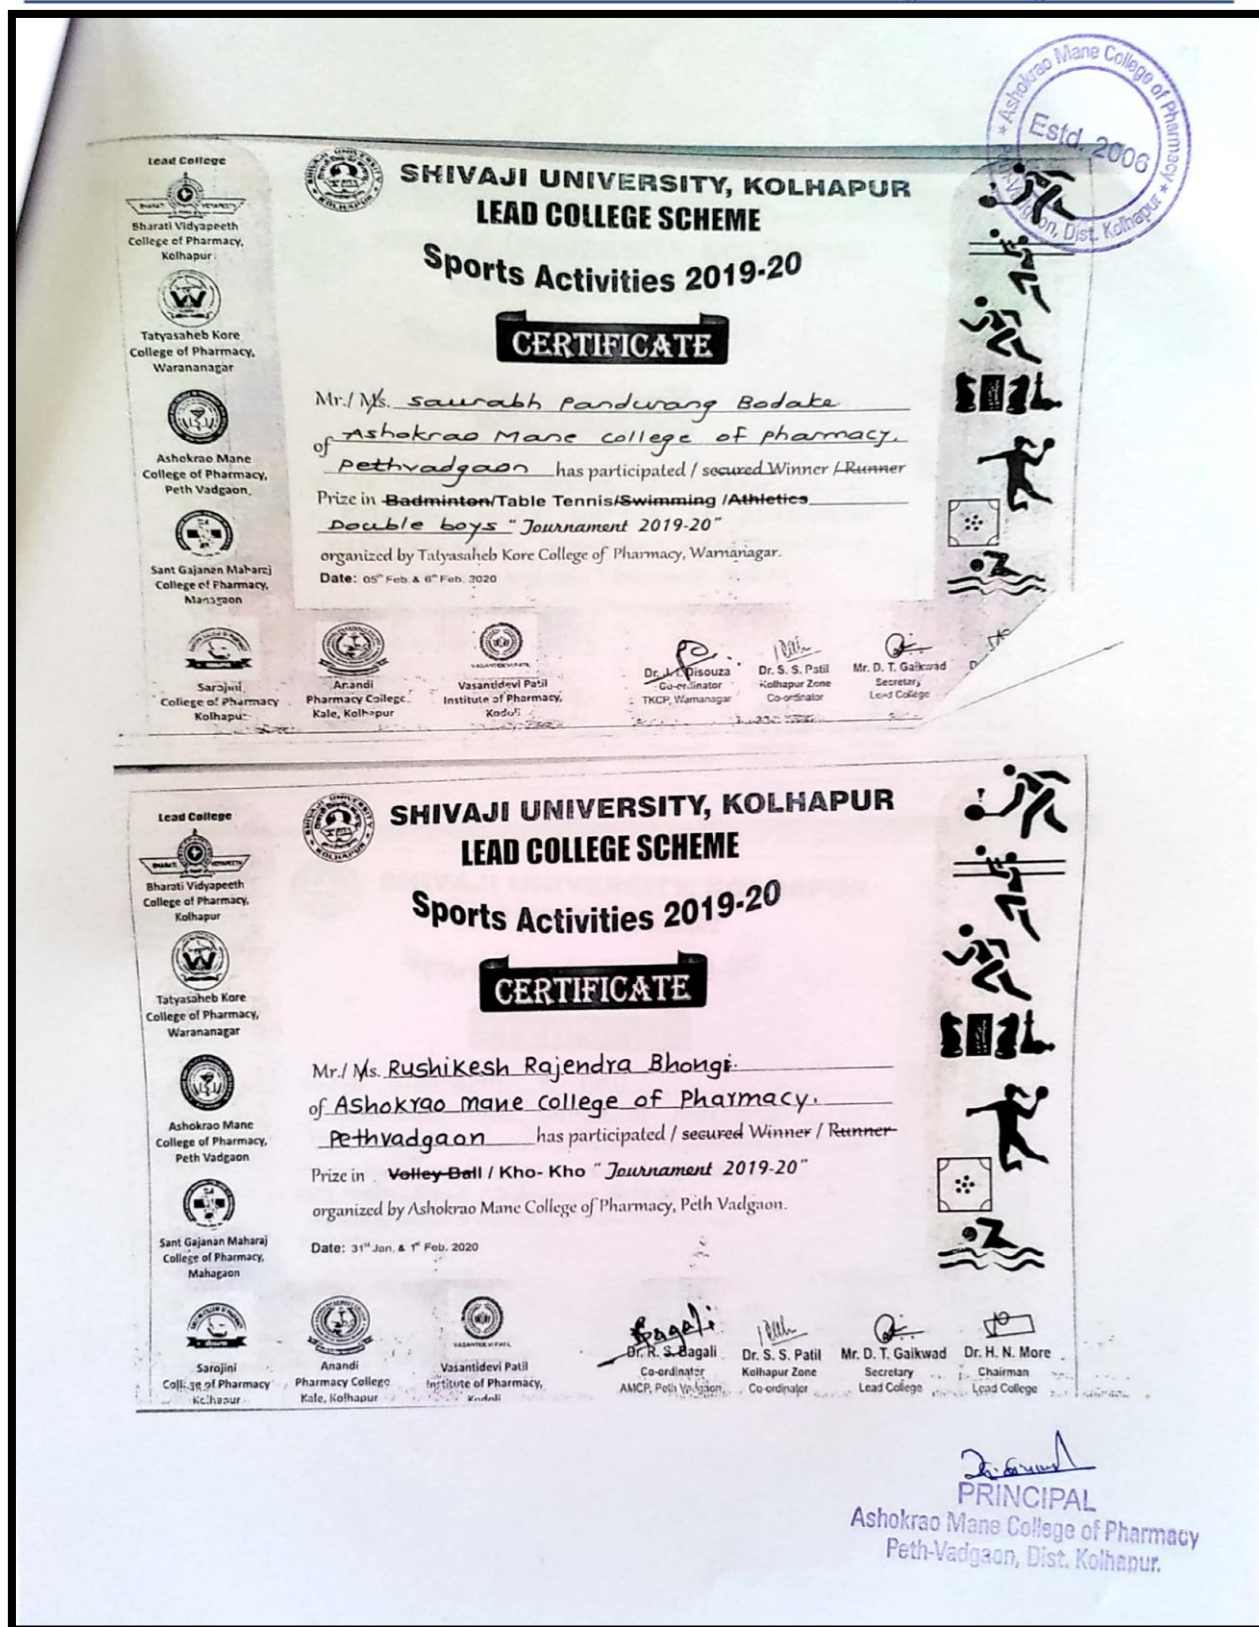 Ashokrao Mane College of Pharmacy
Estd. 2006
Dist. Kolhapur
Lead College
Bharati Vidyapeeth
College of Pharmacy,
Kolhapur
Tatyasaheb Kore
College of Pharmacy,
Warananagar
Ashokrao Mane
College of Pharmacy,
Peth Vadgaon
Sant Gajanan Maharaj
College of Pharmacy,
Mahagaon
SHIVAJI UNIVERSITY, KOLHAPUR
LEAD COLLEGE SCHEME
Sports Activities 2019-20
CERTIFICATE
Mr./ Ms. Saurabh Pandurang Bodake
of Ashokrao Mane college of pharmacy,
Pethvadgaon has participated / secured Winner / Runner
Prize in Badminton/Table Tennis/Swimming /Athletics
Double boys "Journament 2019-20"
organized by Tatyasaheb Kore College of Pharmacy, Warnanagar.
Date: 05th Feb & 6th Feb. 2020
Sarojini
College of Pharmacy
Kolhapur
Anandi
Pharmacy College
Kale, Kolhapur
VASANTIDEVI PATIL
Vasantidevi Patil
Institute of Pharmacy,
Kodoli
Dr. J. I. Disouza
Co-ordinator
TKCP, Warnanagar
Dr. S. S. Patil
Kolhapur Zone
Co-ordinator
Mr. D. T. Gaikwad
Secretary
Lead College
Lead College
Bharati Vidyapeeth
College of Pharmacy,
Kolhapur
Tatyasaheb Kore
College of Pharmacy,
Warananagar
Ashokrao Mane
College of Pharmacy,
Peth Vadgaon
Sant Gajanan Maharaj
College of Pharmacy,
Mahagaon
SHIVAJI UNIVERSITY, KOLHAPUR
LEAD COLLEGE SCHEME
Sports Activities 2019-20
CERTIFICATE
Mr./ Ms. Rushikesh Rajendra Bhongi.
of Ashokrao Mane College of Pharmacy.
Pethvadgaon has participated / secured Winner / Runner
Prize in Volley Ball / Kho- Kho "Journament 2019-20"
organized by Ashokrao Mane College of Pharmacy, Peth Vadgaon.
Date: 31st Jan. & 1st Feb. 2020
Sarojini
College of Pharmacy
Kolhapur
Anandi
Pharmacy College
Kale, Kolhapur
VASANTIDEVI PATIL
Vasantidevi Patil
Institute of Pharmacy,
Kodoli
Bagali
Dr. R. S. Bagali
Co-ordinator
AMCP, Peth Vadgaon
Dr. S. S. Patil
Kolhapur Zone
Co-ordinator
Mr. D. T. Gaikwad
Secretary
Lead College
Dr. H. N. More
Chairman
Lead College
PRINCIPAL
Ashokrao Mane College of Pharmacy
Peth-Vadgaon, Dist. Kolhapur.